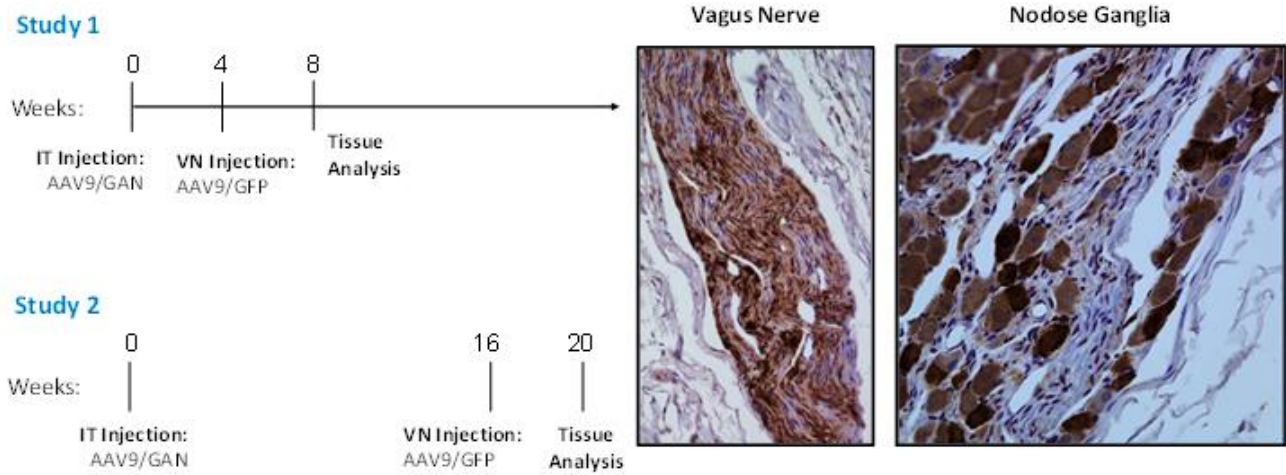 Study 1
0 4 8
Weeks:
IT Injection:
AAV9/GAN
VN Injection:
AAV9/GFP
Tissue
Analysis
Study 2
0 16 20
Weeks:
IT Injection:
AAV9/GAN
VN Injection:
AAV9/GFP
Tissue
Analysis
Vagus Nerve
Nodose Ganglia